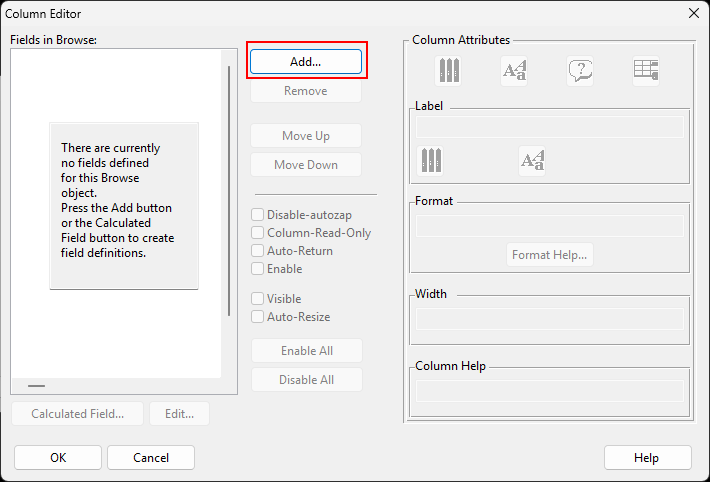 Column Editor
Fields in Browse:
There are currently
no fields defined
for this Browse
object.
Press the Add button
or the Calculated
Field button to create
field definitions.
Calculated Field...
Edit...
Add...
Remove
Move Up
Move Down
Disable-autozap
Column-Read-Only
Auto-Return
Enable
Visible
Auto-Resize
Enable All
Disable All
Column Attributes
Label
Format
Format Help...
Width
Column Help
OK
Cancel
Help